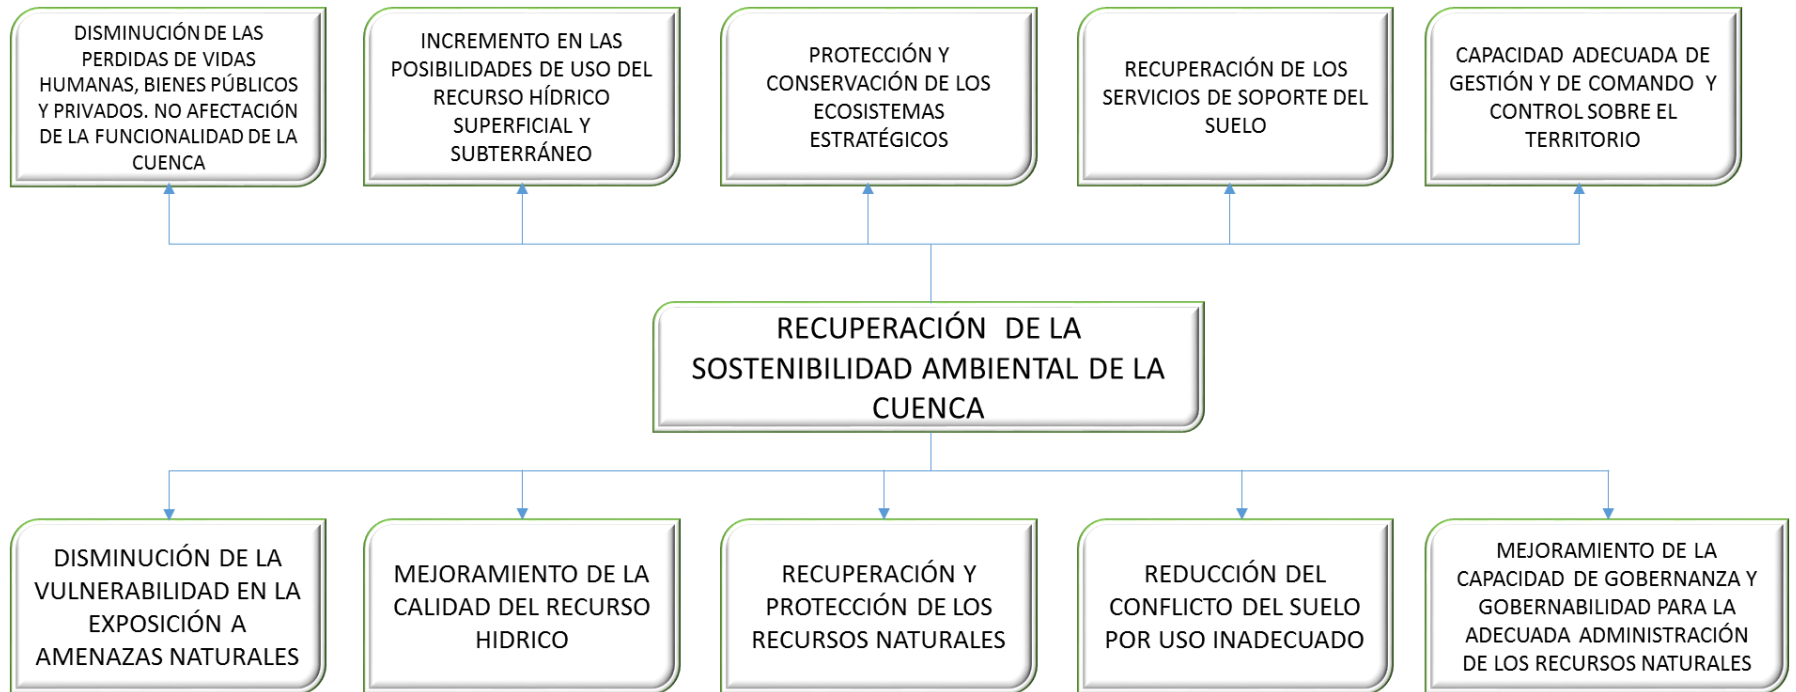 DISMINUCIÓN DE LAS
PERDIDAS DE VIDAS
HUMANAS, BIENES PÚBLICOS
Y PRIVADOS. NO AFECTACIÓN
DE LA FUNCIONALIDAD DE LA
CUENCA
INCREMENTO EN LAS
POSIBILIDADES DE USO DEL
RECURSO HÍDRICO
SUPERFICIAL Y
SUBTERRÁNEO
PROTECCIÓN Y
CONSERVACIÓN DE LOS
ECOSISTEMAS
ESTRATÉGICOS
RECUPERACIÓN DE LOS
SERVICIOS DE SOPORTE DEL
SUELO
CAPACIDAD ADECUADA DE
GESTIÓN Y DE COMANDO Y
CONTROL SOBRE EL
TERRITORIO
RECUPERACIÓN DE LA
SOSTENIBILIDAD AMBIENTAL DE LA
CUENCA
DISMINUCIÓN DE LA
VULNERABILIDAD EN LA
EXPOSICIÓN A
AMENAZAS NATURALES
MEJORAMIENTO DE LA
CALIDAD DEL RECURSO
HIDRICO
RECUPERACIÓN Y
PROTECCIÓN DE LOS
RECURSOS NATURALES
REDUCCIÓN DEL
CONFLICTO DEL SUELO
POR USO INADECUADO
MEJORAMIENTO DE LA
CAPACIDAD DE GOBERNANZA Y
GOBERNABILIDAD PARA LA
ADECUADA ADMINISTRACIÓN
DE LOS RECURSOS NATURALES